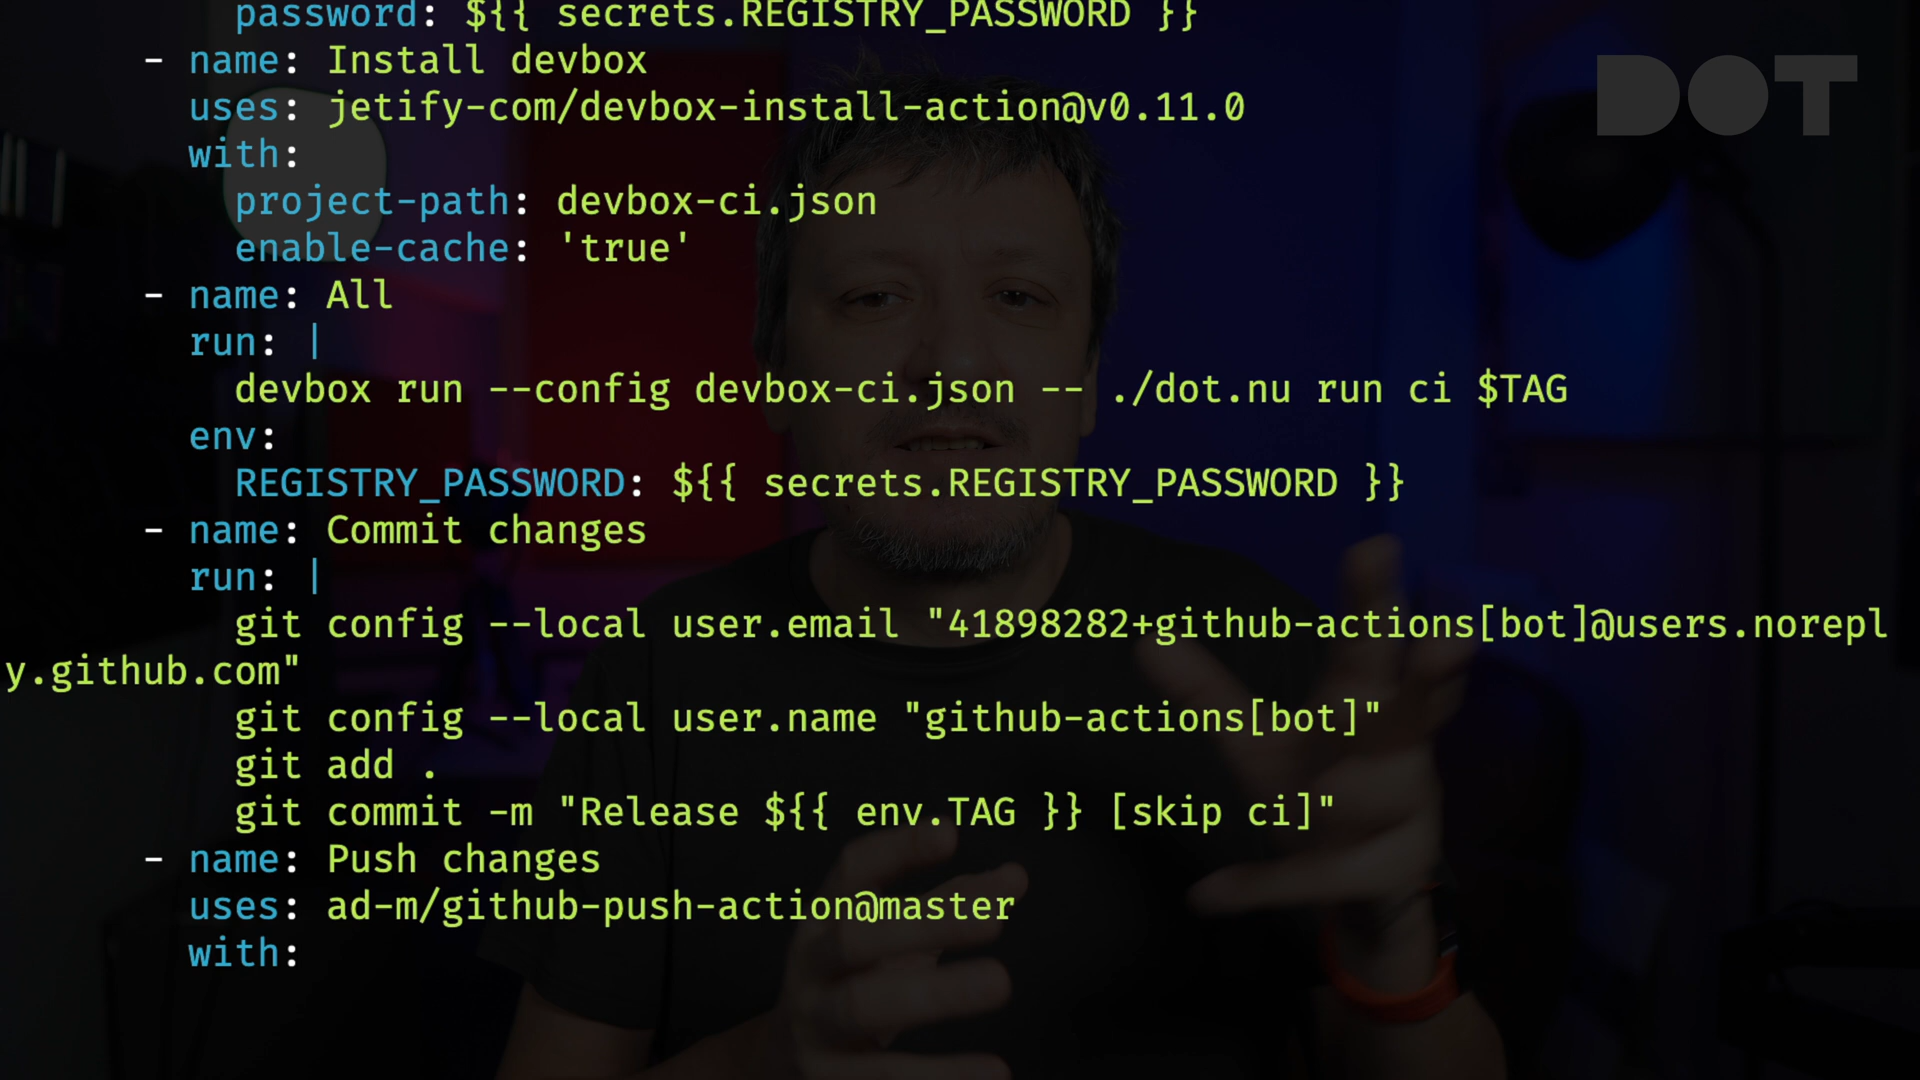 password: ${{ secrets.REGISTRY_PASSWORD }}
DOT
- name: Install devbox
uses: jetify-com/devbox-install-action@v0.11.0
with:
project-path: devbox-ci.json
enable-cache: 'true'
- name: All
run: |
devbox run --config devbox-ci.json -- ./dot.nu run ci $TAG
env:
REGISTRY_PASSWORD: ${{ secrets.REGISTRY_PASSWORD }}
- name: Commit changes
run: |
git config --local user.email "41898282+github-actions[bot]@users.norepl
y.github.com"
git config --local user.name "github-actions[bot]"
git add .
git commit -m "Release ${{ env.TAG }} [skip ci]"
- name: Push changes
uses: ad-m/github-push-action@master
with: